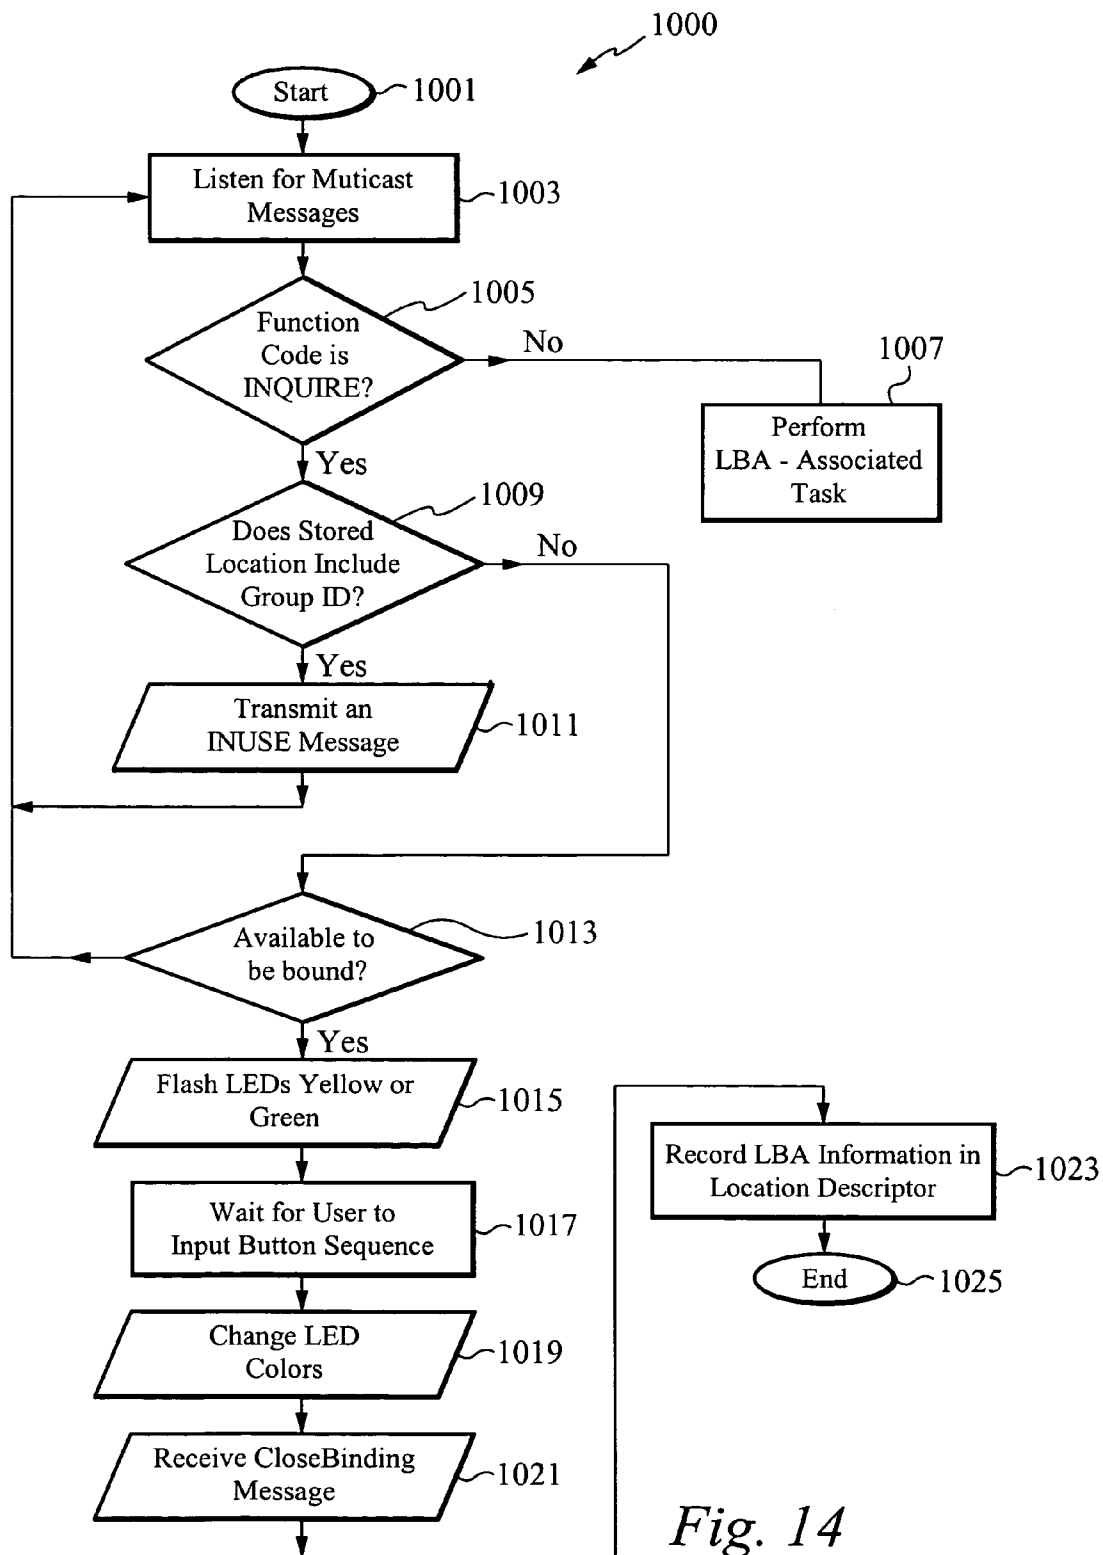 1000
Start
1001
Listen for Muticast
Messages
1003
1005
Function
Code is
INQUIRE?
No
1007
Perform
LBA - Associated
Task
Yes
1009
Does Stored
Location Include
Group ID?
No
Yes
Transmit an
INUSE Message
1011
1013
Available to
be bound?
Yes
Flash LEDs Yellow or
Green
1015
Wait for User to
Input Button Sequence
1017
Change LED
Colors
1019
Receive CloseBinding
Message
1021
Record LBA Information in
Location Descriptor
1023
End
1025
Fig. 14